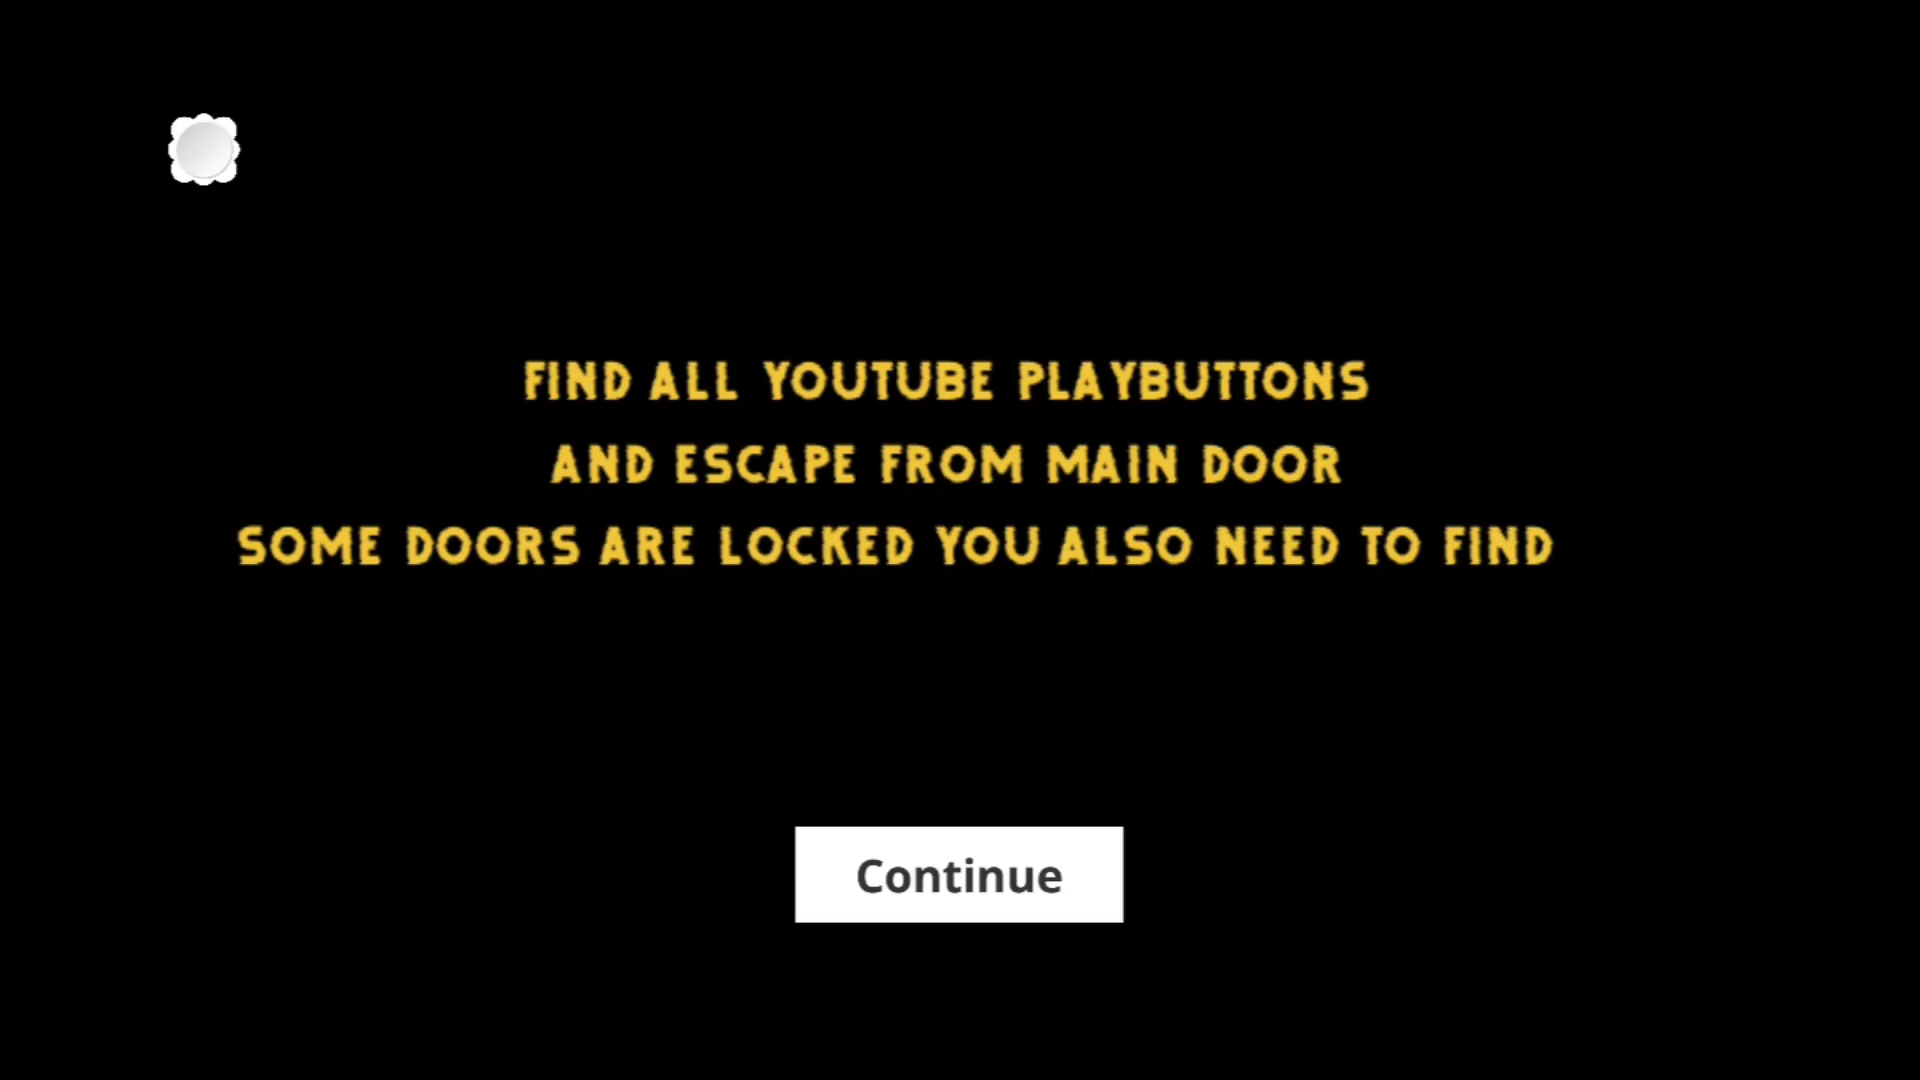 FIND ALL YOUTUBE PLAYBUTTONS
AND ESCAPE FROM MAIN DOOR
SOME DOORS ARE LOCKED YOU ALSO NEED TO FIND
Continue